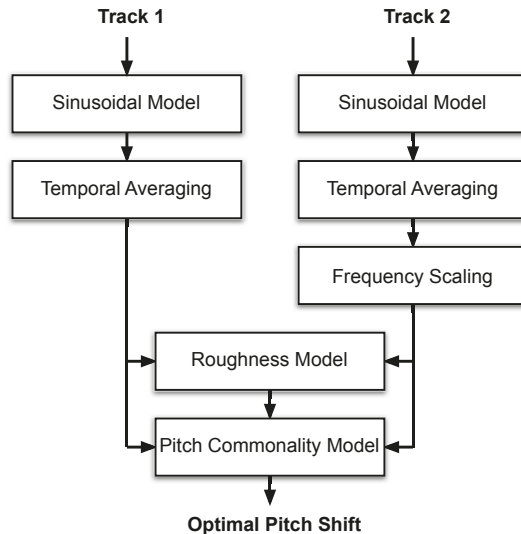 Track 1
Track 2
Sinusoidal Model
Sinusoidal Model
Temporal Averaging
Temporal Averaging
Frequency Scaling
Roughness Model
Pitch Commonality Model
Optimal Pitch Shift